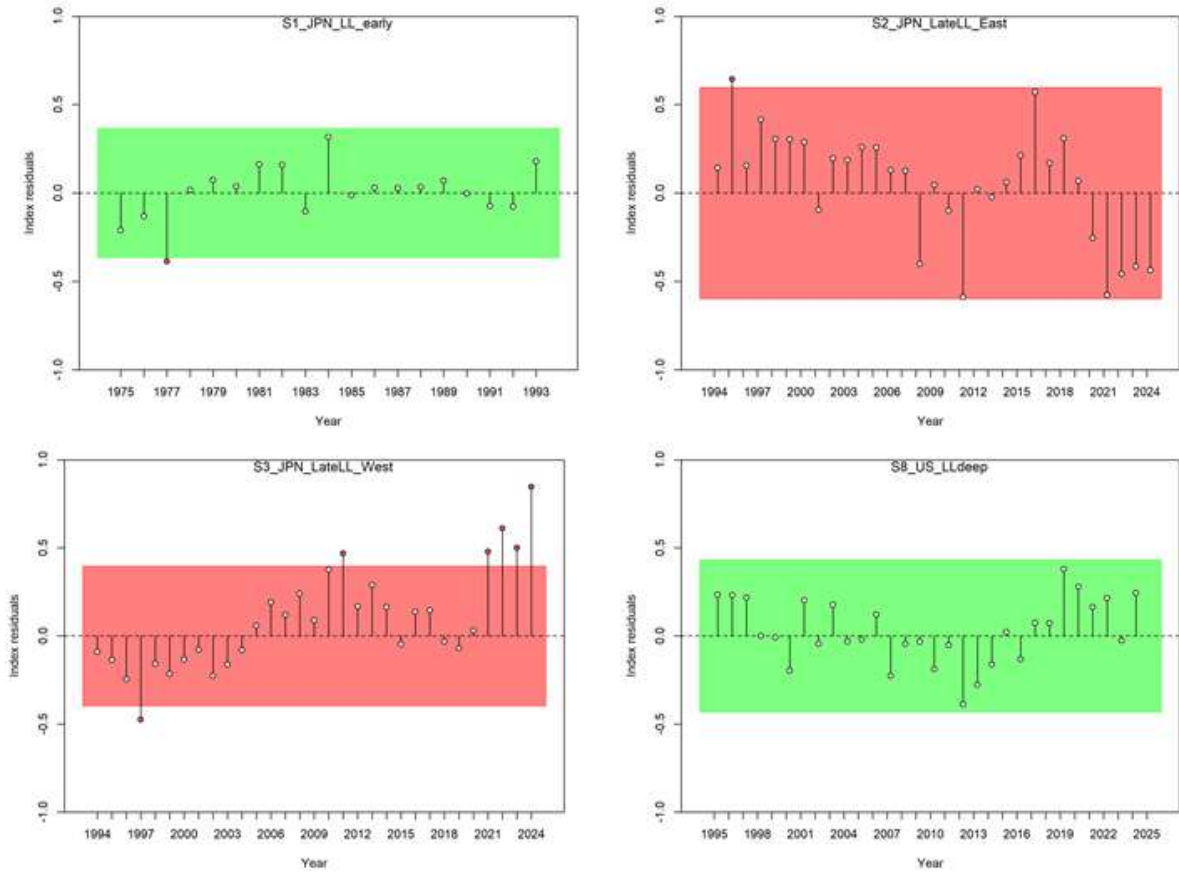 S1_JPN_LL_early
1.0
0.5
0.0
-0.5
-1.0
Index residuals
1975 1977 1979 1981 1983 1985 1987 1989 1991 1993
Year
S2_JPN_LateLL_East
1.0
0.5
0.0
-0.5
-1.0
Index residuals
1994 1997 2000 2003 2006 2009 2012 2015 2018 2021 2024
Year
S3_JPN_LateLL_West
1.0
0.5
0.0
-0.5
-1.0
Index residuals
1994 1997 2000 2003 2006 2009 2012 2015 2018 2021 2024
Year
S8_US_LLdeep
1.0
0.5
0.0
-0.5
-1.0
Index residuals
1995 1998 2001 2004 2007 2010 2013 2016 2019 2022 2025
Year